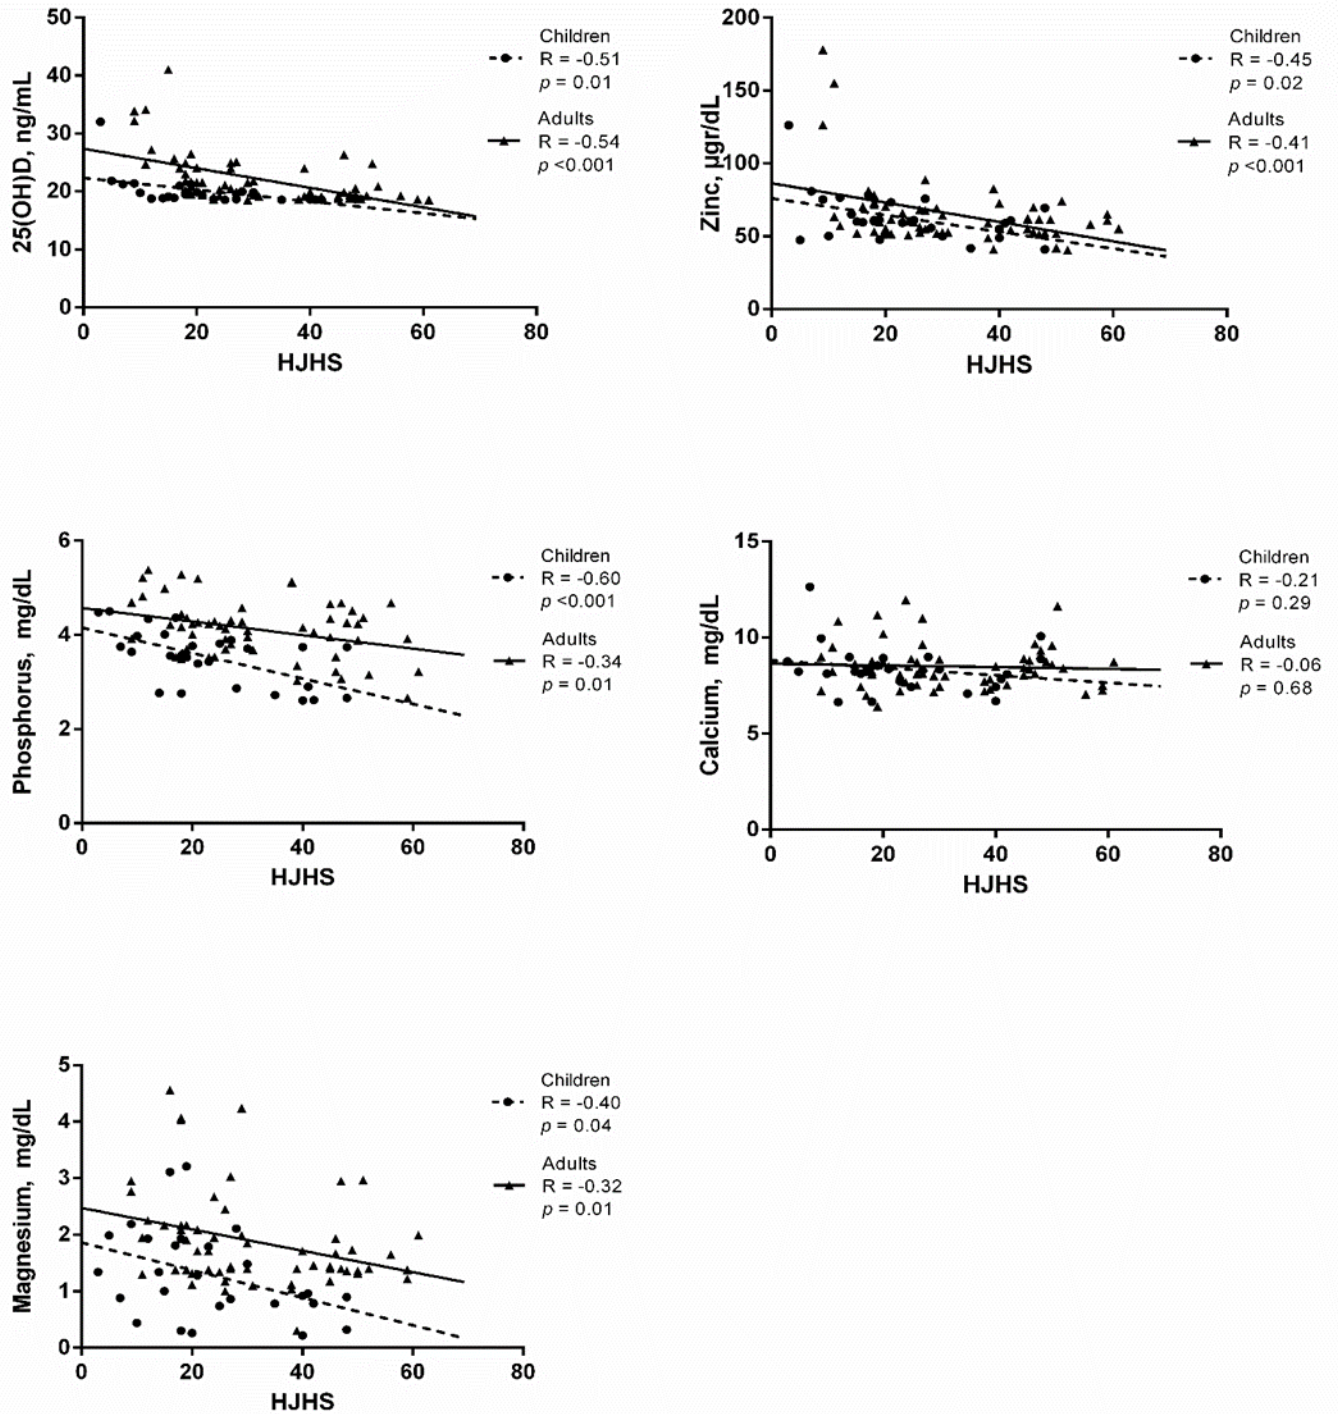 50
40
30
20
10
0
25(OH)D, ng/mL
0 20 40 60 80
HJHS
Children
R = -0.51
p = 0.01
Adults
R = -0.54
p <0.001
200
150
100
50
0
Zinc, µgr/dL
0 20 40 60 80
HJHS
Children
R = -0.45
p = 0.02
Adults
R = -0.41
p <0.001
6
4
2
0
Phosphorus, mg/dL
0 20 40 60 80
HJHS
Children
R = -0.60
p <0.001
Adults
R = -0.34
p = 0.01
15
10
5
0
Calcium, mg/dL
0 20 40 60 80
HJHS
Children
R = -0.21
p = 0.29
Adults
R = -0.06
p = 0.68
5
4
3
2
1
0
Magnesium, mg/dL
0 20 40 60 80
HJHS
Children
R = -0.40
p = 0.04
Adults
R = -0.32
p = 0.01